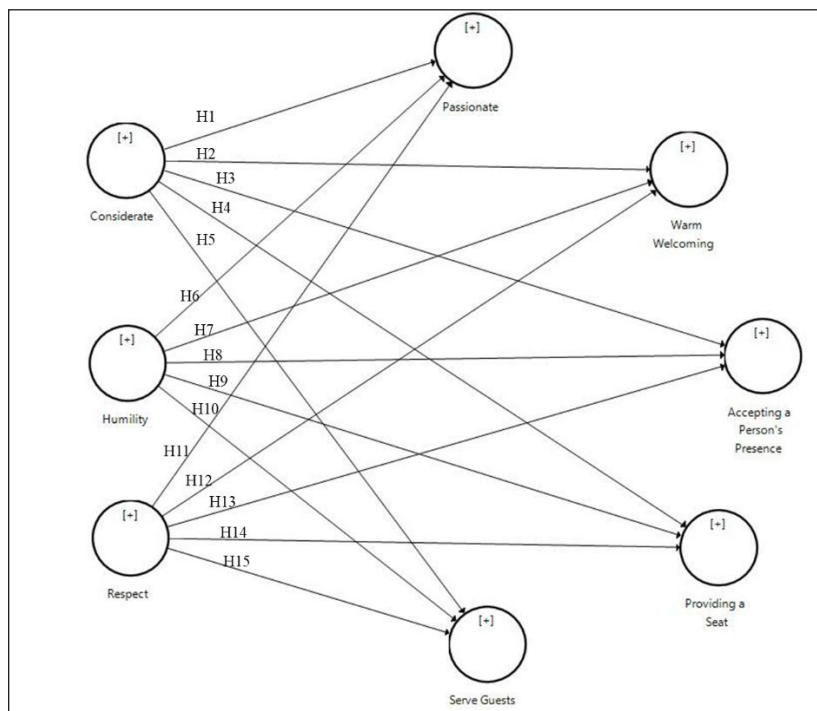 [+]
Passionate
H1
[+]
Considerate
H2
[+]
Warm
Welcoming
H3
H4
H5
H6
[+]
Humility
H7
H8
[+]
Accepting a
Person's
Presence
H9
H10
H11
H12
H13
[+]
Respect
H14
H15
[+]
Providing a
Seat
[+]
Serve Guests